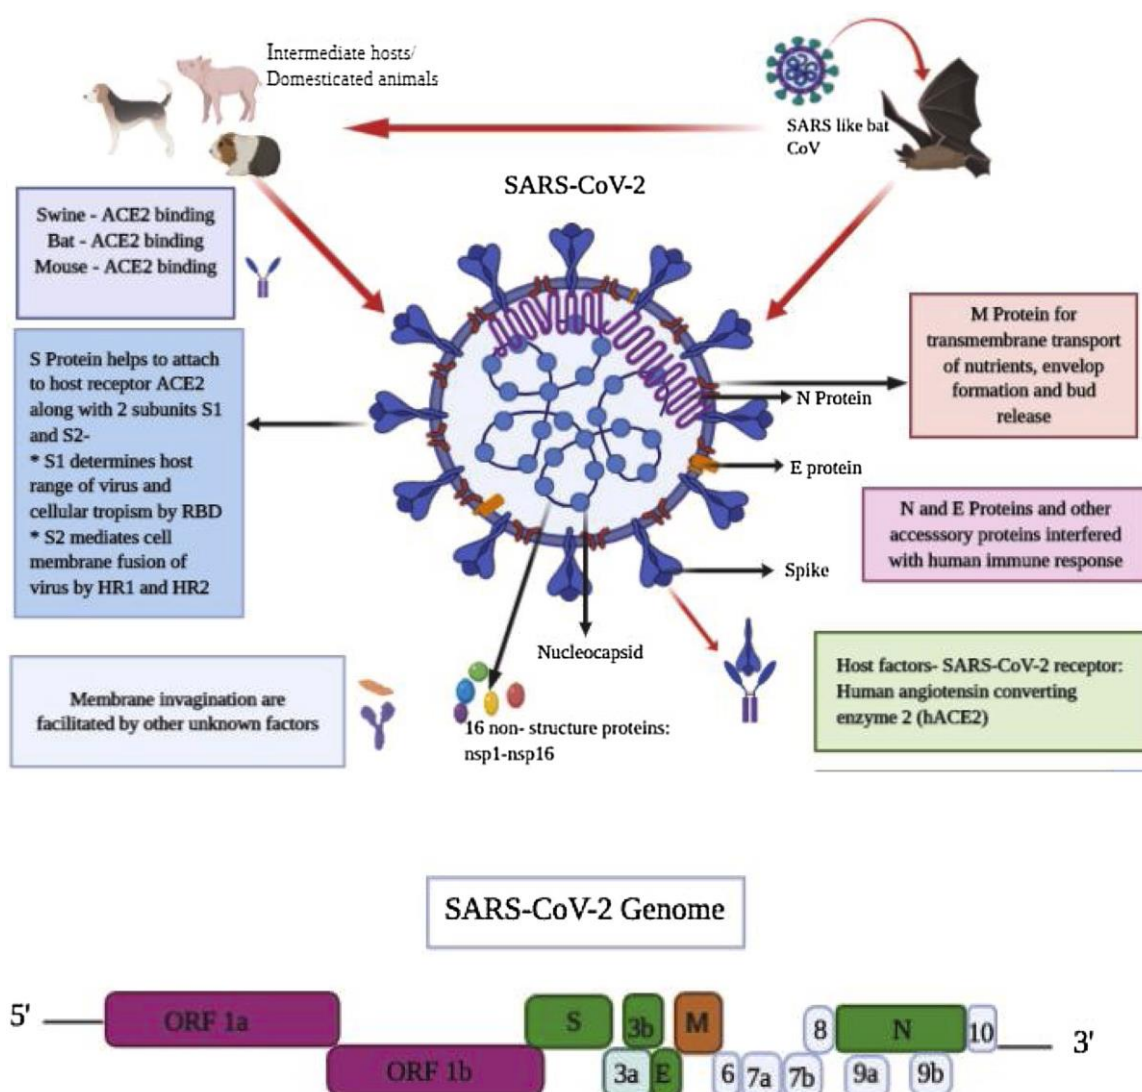 Intermediate hosts/
Domesticated animals
SARS like bat
CoV
SARS-CoV-2
Swine - ACE2 binding
Bat - ACE2 binding
Mouse - ACE2 binding
S Protein helps to attach
to host receptor ACE2
along with 2 subunits S1
and S2-
* S1 determines host
range of virus and
cellular tropism by RBD
* S2 mediates cell
membrane fusion of
virus by HR1 and HR2
M Protein for
transmembrane transport
of nutrients, envelop
formation and bud
release
N Protein
E protein
N and E Proteins and other
accesssory proteins interfered
with human immune response
Spike
Nucleocapsid
Membrane invagination are
facilitated by other unknown factors
16 non- structure proteins:
nsp1-nsp16
Host factors- SARS-CoV-2 receptor:
Human angiotensin converting
enzyme 2 (hACE2)
SARS-CoV-2 Genome
5' ORF 1a S 3b M 8 N 10 3'
ORF 1b 3a E 6 7a 7b 9a 9b